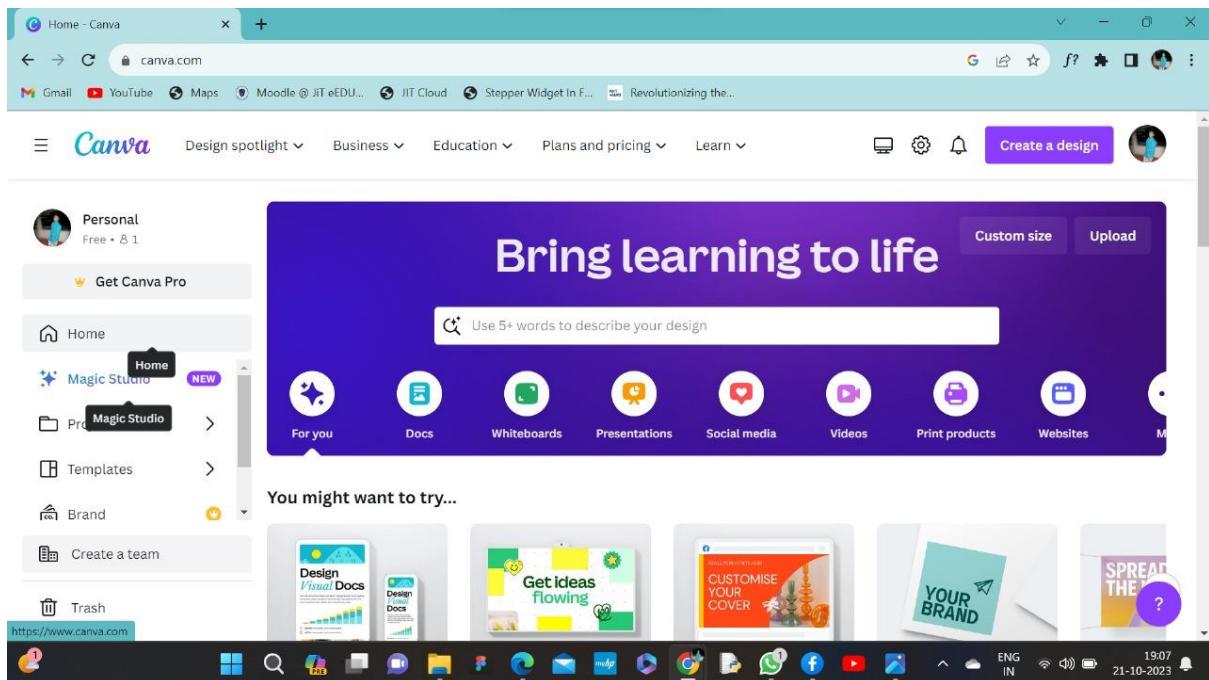 Home - Canva
canva.com
Gmail YouTube Maps Moodle @ JIT eEDU... JIT Cloud Stepper Widget In F... Revolutionizing the...
Canva Design spotlight Business Education Plans and pricing Learn Create a design
Personal
Free • 1
Get Canva Pro
Home
Home
Magic Studio NEW
Magic Studio
Templates
Brand
Create a team
Trash
https://www.canva.com
Custom size Upload
Bring learning to life
Use 5+ words to describe your design
For you Docs Whiteboards Presentations Social media Videos Print products Websites
You might want to try...
Design
Visual Docs
Design
Visual
Docs
Get ideas
flowing
CUSTOMISE
YOUR
COVER
YOUR
BRAND
SPREAD
THE
?
ENG
IN
19:07
21-10-2023